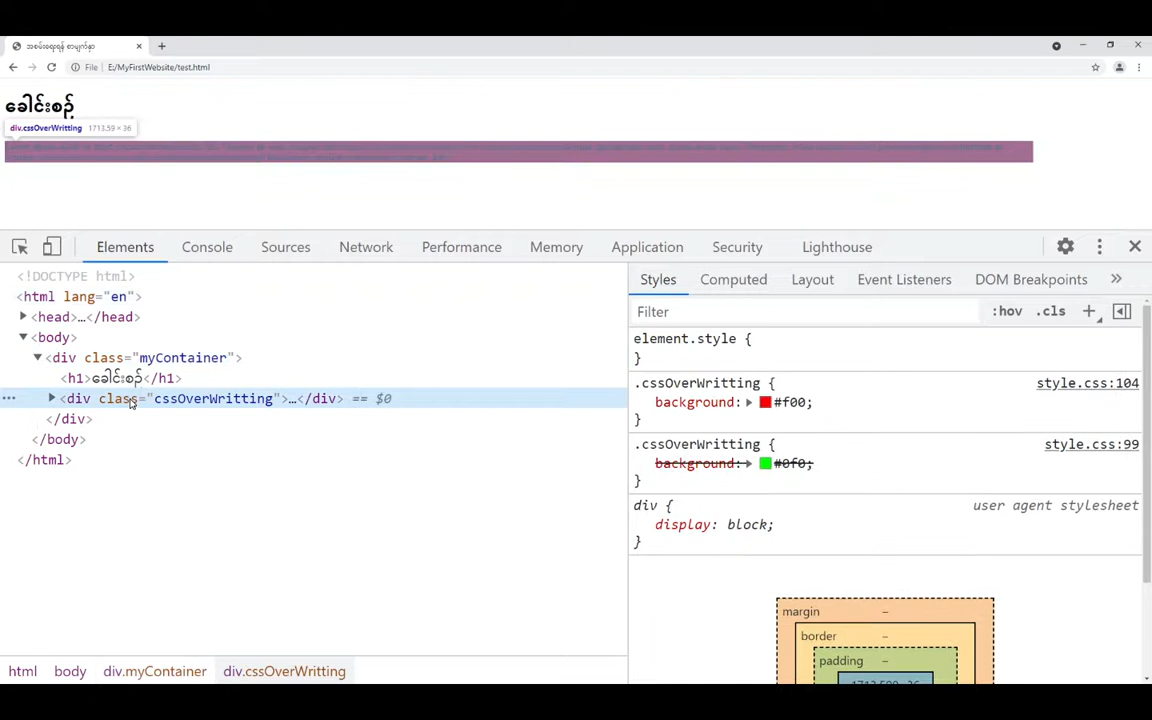 အစမ်းရေးရန် စာမျက်နှာ
File E:/MyFirstWebsite/test.html
ခေါင်းစဉ်
div.cssOverWritting 1713.59 × 36
Elements Console Sources Network Performance Memory Application Security Lighthouse
<!DOCTYPE html>
<html lang="en">
<head>…</head>
<body>
<div class="myContainer">
<h1>ခေါင်းစဉ်</h1>
<div class="cssOverWritting">…</div> == $0
</div>
</body>
</html>
html body div.myContainer div.cssOverWritting
Styles Computed Layout Event Listeners DOM Breakpoints
Filter :hov .cls
element.style {
}
.cssOverWritting { style.css:104
background: #f00;
}
.cssOverWritting { style.css:99
background: #0f0;
}
div { user agent stylesheet
display: block;
}
margin –
border –
padding –